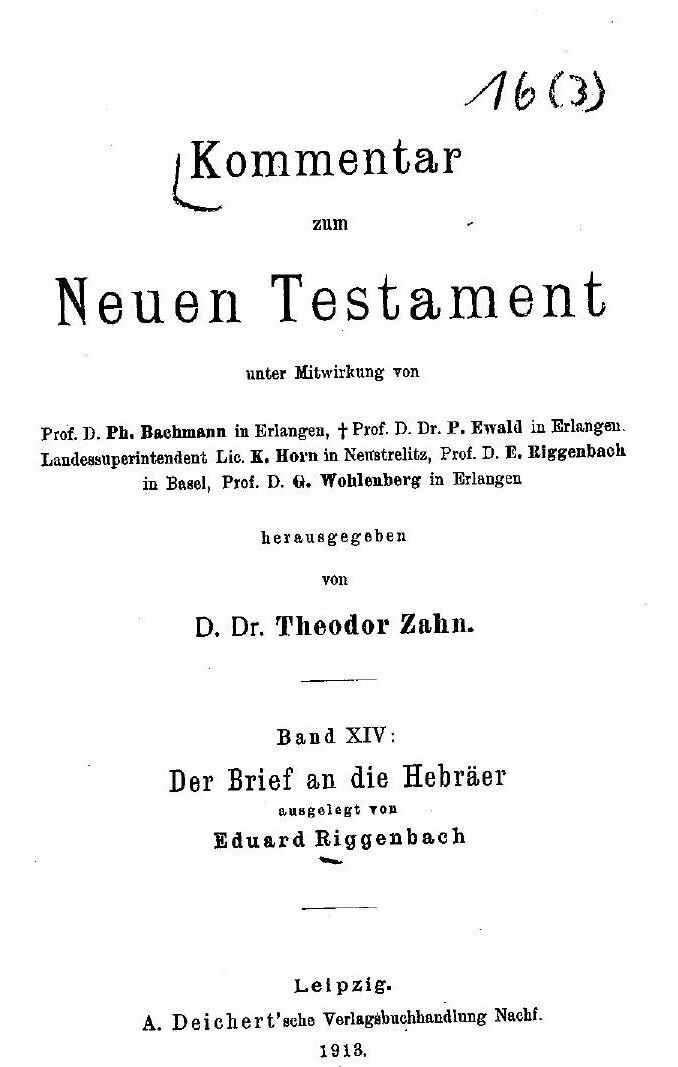 16 (3)
Kommentar
zum
Neuen Testament
unter Mitwirkung von
Prof. D. Ph. Bachmann in Erlangen, † Prof. D. Dr. P. Ewald in Erlangen.
Landessuperintendent Lic. K. Horn in Neustrelitz, Prof. D. E. Riggenbach
in Basel, Prof. D. G. Wohlenberg in Erlangen
herausgegeben
von
D. Dr. Theodor Zahn.
Band XIV:
Der Brief an die Hebräer
ausgelegt von
Eduard Riggenbach
Leipzig.
A. Deichert'sche Verlagsbuchhandlung Nachf.
1913.